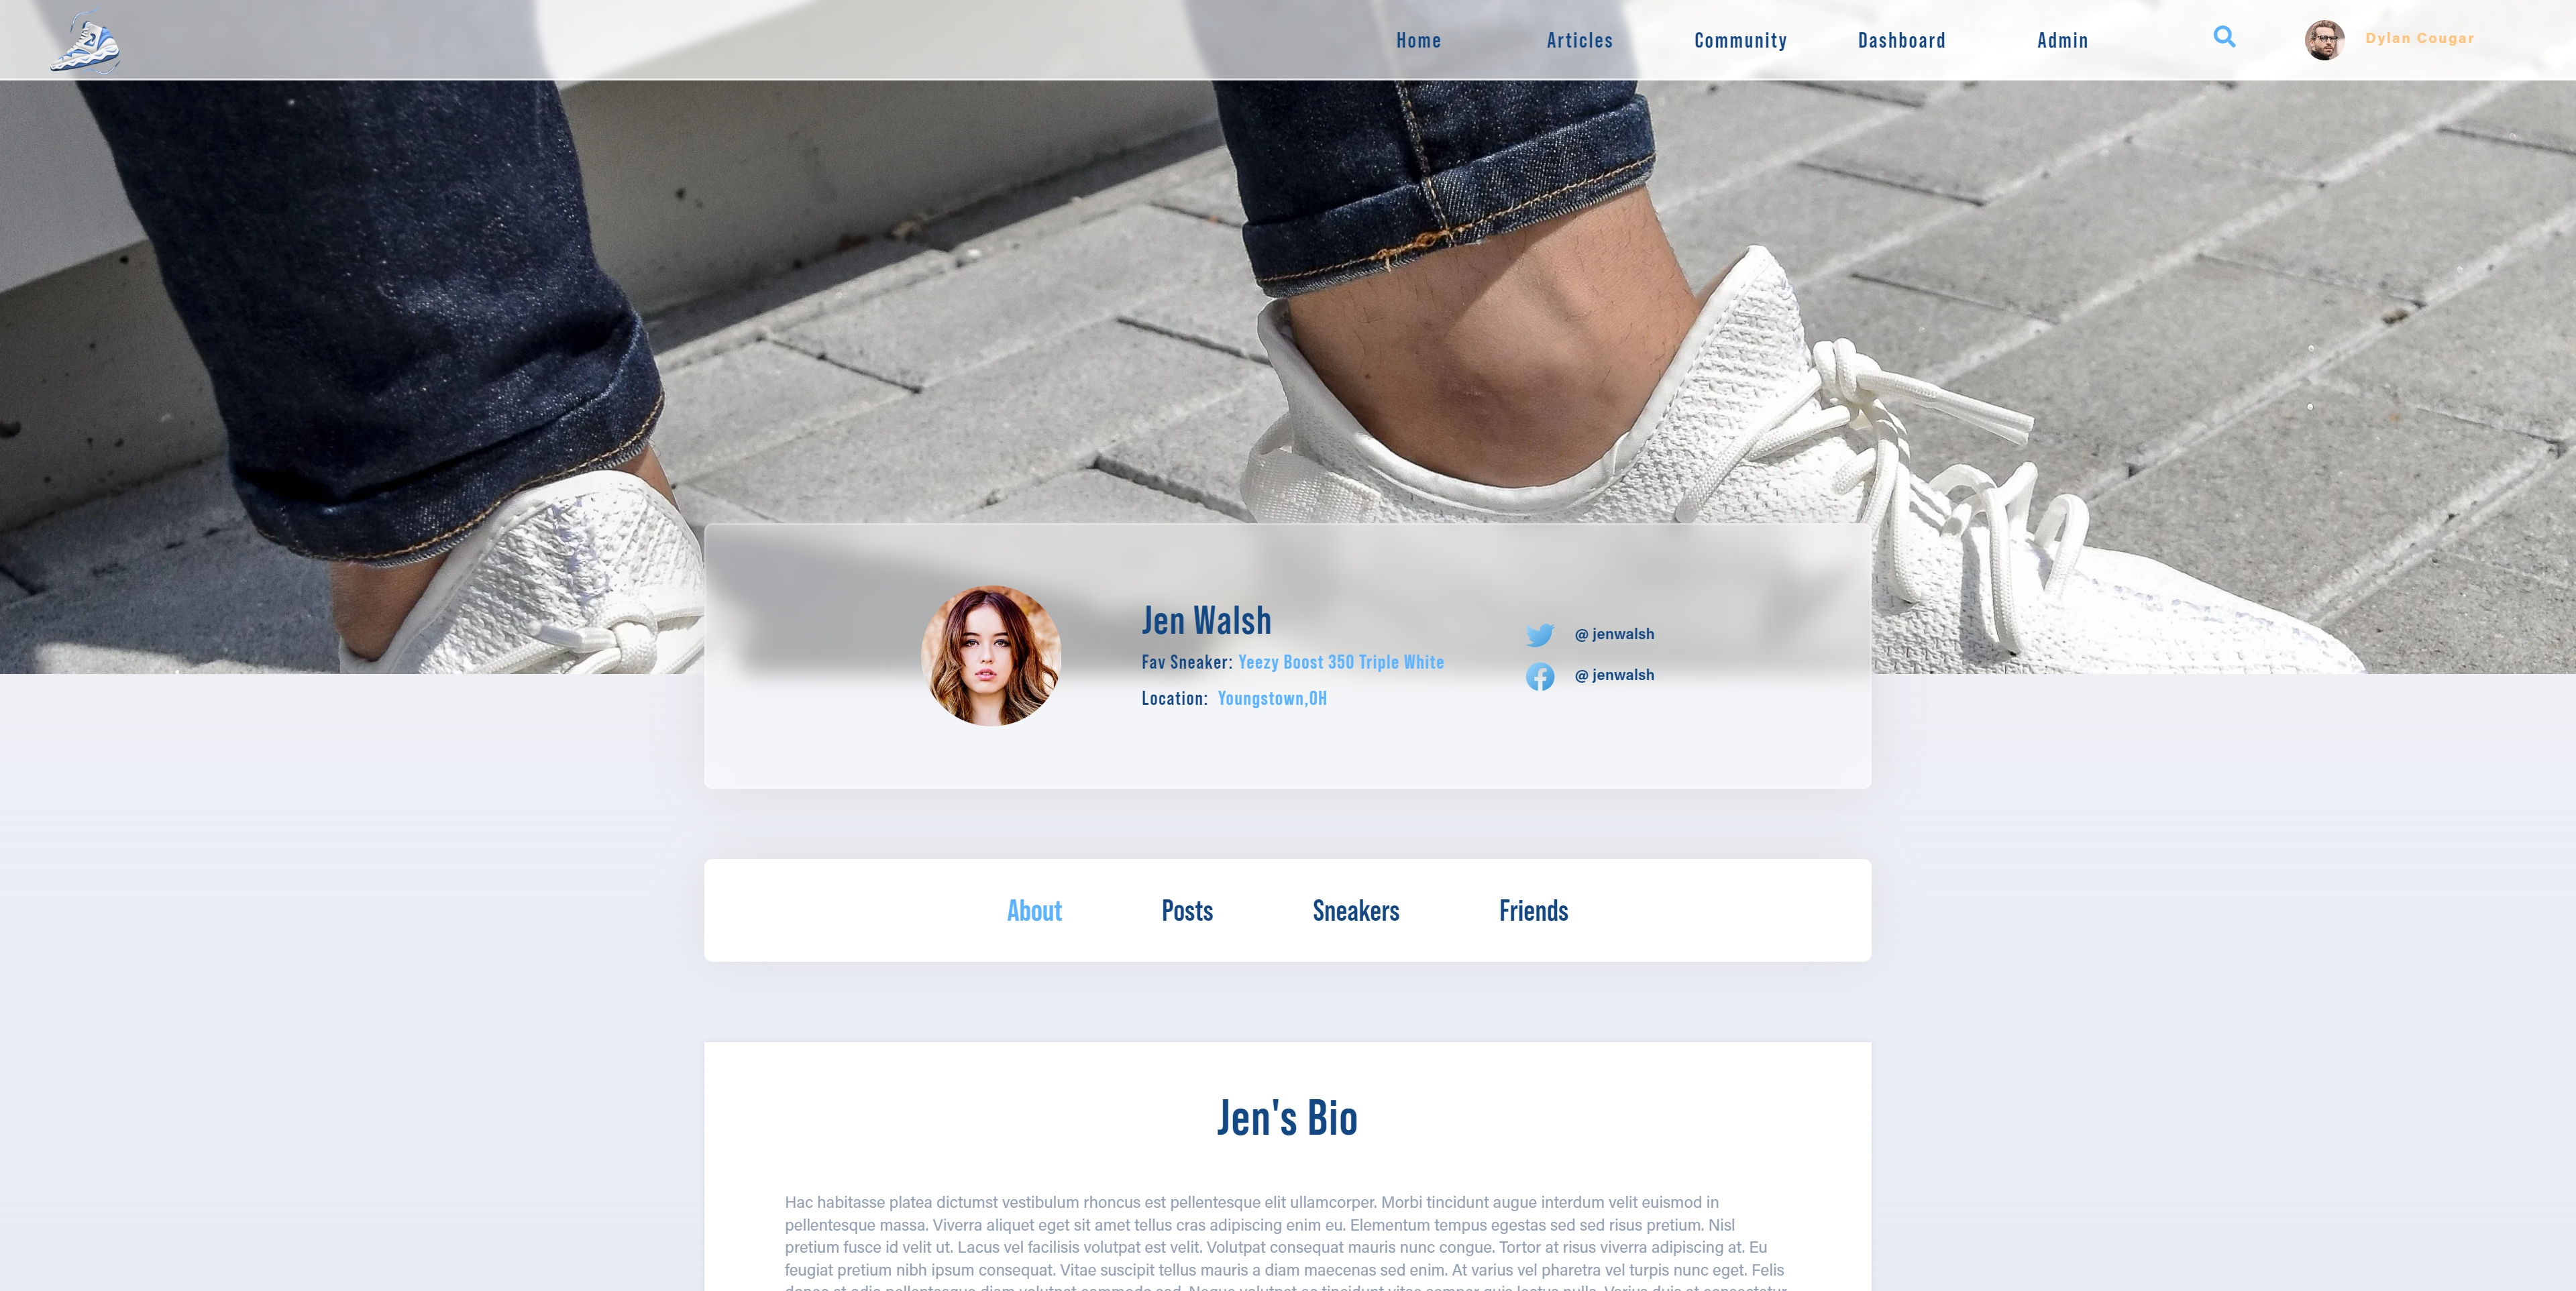 Home Articles Community Dashboard Admin Dylan Cougar
Jen Walsh
Fav Sneaker: Yeezy Boost 350 Triple White
Location: Youngstown,OH
@ jenwalsh
@ jenwalsh
About Posts Sneakers Friends
Jen's Bio
Hac habitasse platea dictumst vestibulum rhoncus est pellentesque elit ullamcorper. Morbi tincidunt augue interdum velit euismod in
pellentesque massa. Viverra aliquet eget sit amet tellus cras adipiscing enim eu. Elementum tempus egestas sed sed risus pretium. Nisl
pretium fusce id velit ut. Lacus vel facilisis volutpat est velit. Volutpat consequat mauris nunc congue. Tortor at risus viverra adipiscing at. Eu
feugiat pretium nibh ipsum consequat. Vitae suscipit tellus mauris a diam maecenas sed enim. At varius vel pharetra vel turpis nunc eget. Felis